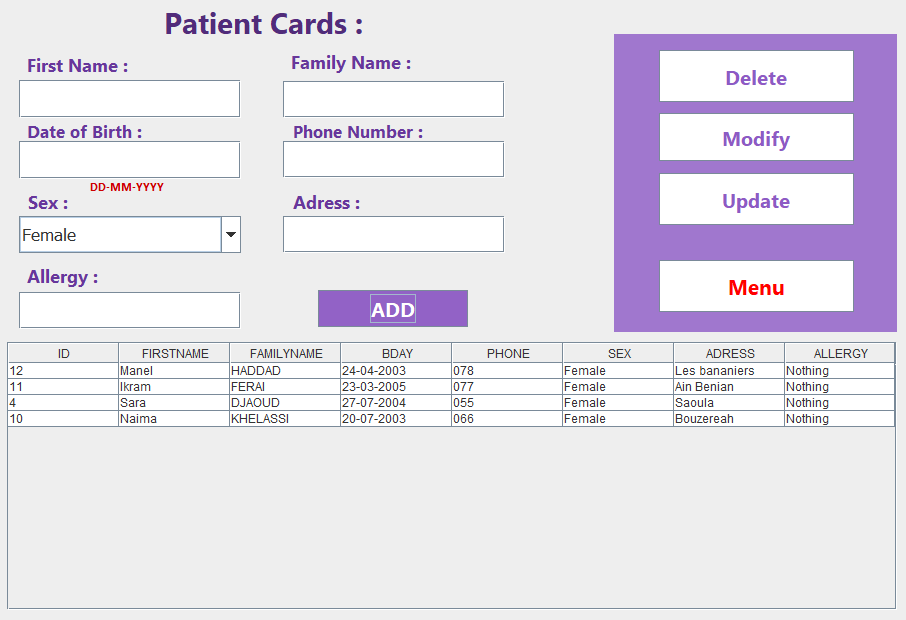 Patient Cards :
First Name :
Family Name :
Date of Birth :
Phone Number :
DD-MM-YYYY
Sex :
Adress :
Female
Allergy :
ADD
Delete
Modify
Update
Menu
ID FIRSTNAME FAMILYNAME BDAY PHONE SEX ADRESS ALLERGY
12 Manel HADDAD 24-04-2003 078 Female Les bananiers Nothing
11 Ikram FERAI 23-03-2005 077 Female Ain Benian Nothing
4 Sara DJAOUD 27-07-2004 055 Female Saoula Nothing
10 Naima KHELASSI 20-07-2003 066 Female Bouzereah Nothing